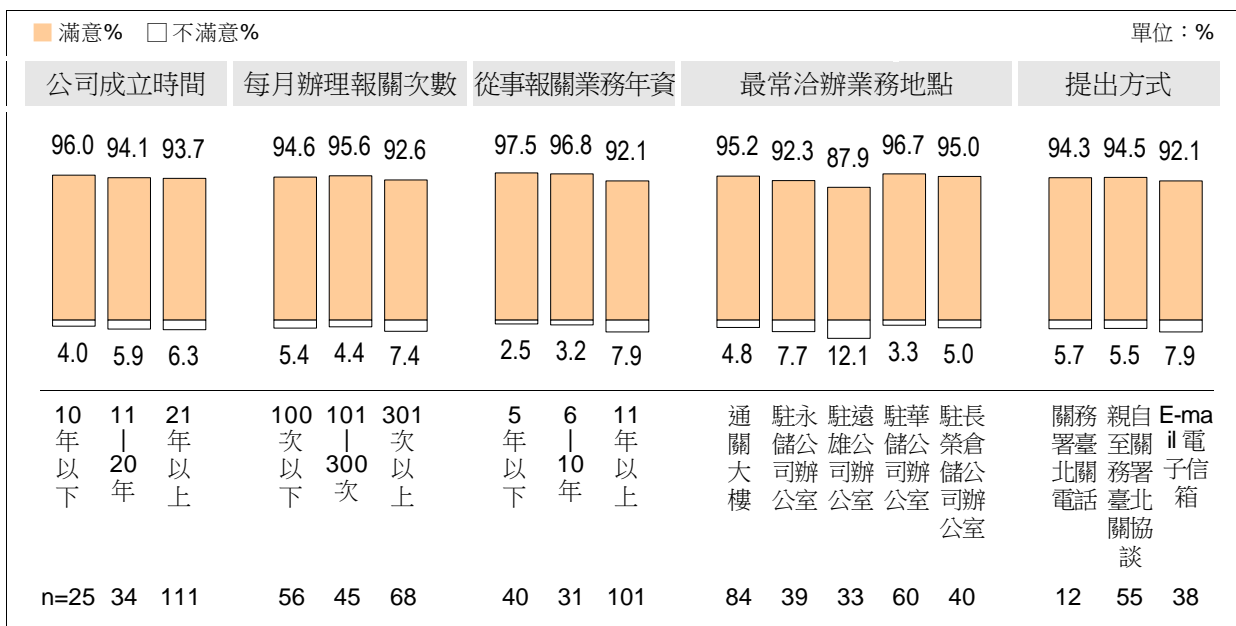 滿意% 不滿意% 單位：%
公司成立時間 每月辦理報關次數 從事報關業務年資 最常洽辦業務地點 提出方式
96.0 94.1 93.7 94.6 95.6 92.6 97.5 96.8 92.1 95.2 92.3 87.9 96.7 95.0 94.3 94.5 92.1
4.0 5.9 6.3 5.4 4.4 7.4 2.5 3.2 7.9 4.8 7.7 12.1 3.3 5.0 5.7 5.5 7.9
10年以下
11|20年
21年以上
100次以下
101|300次
301次以上
5年以下
6|10年
11年以上
通關大樓
駐永儲公司辦公室
駐遠雄公司辦公室
駐華儲公司辦公室
駐長榮倉儲公司辦公室
關務署臺北關電話
親自至關務署臺北關協談
E-mail電子信箱
n=25 34 111 56 45 68 40 31 101 84 39 33 60 40 12 55 38